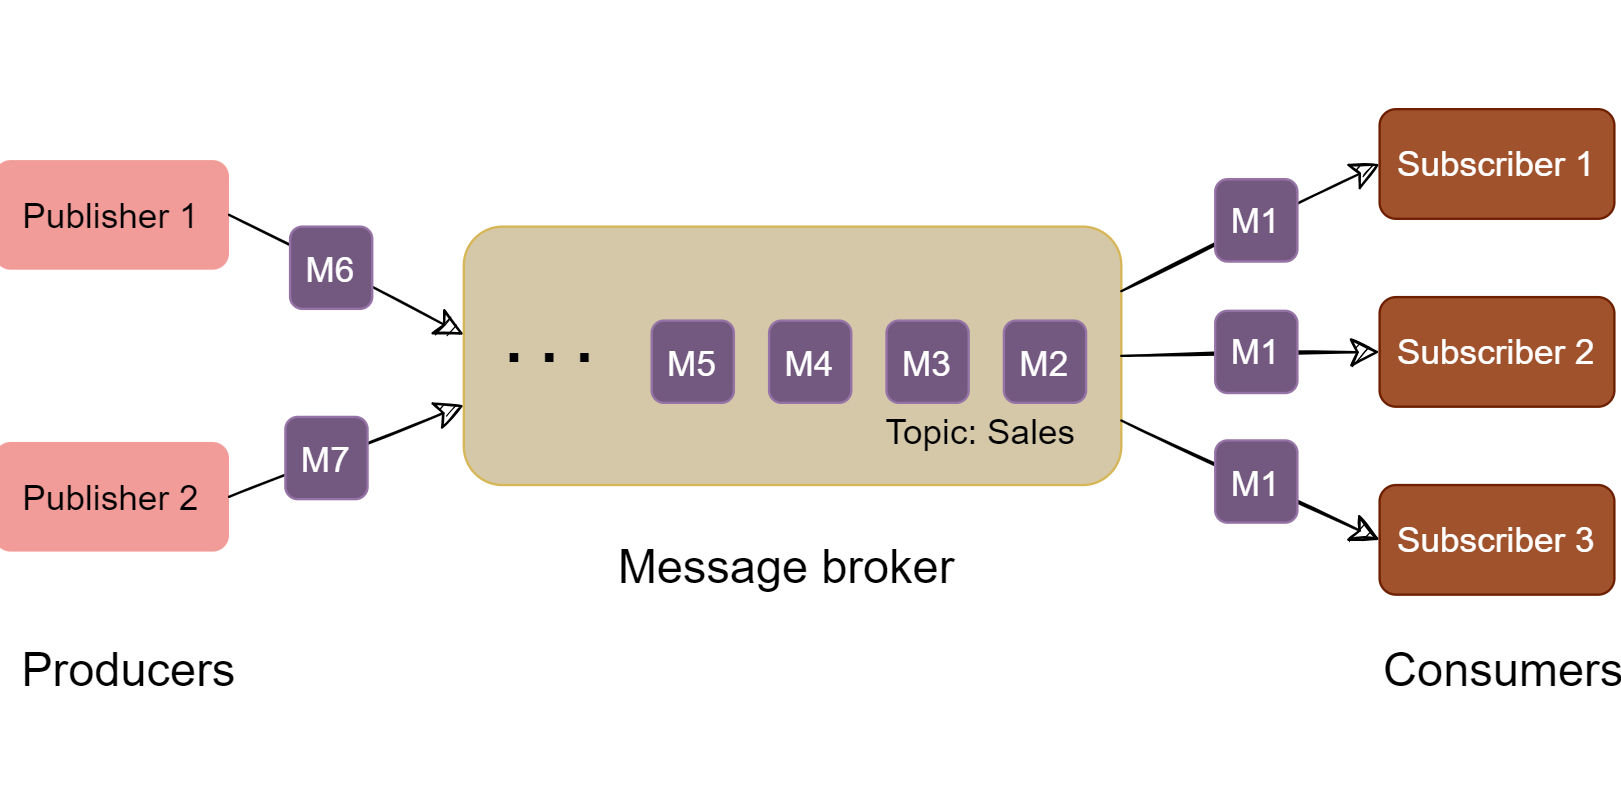 Publisher 1
M6
Publisher 2
M7
. . .
M5
M4
M3
M2
Topic: Sales
M1
M1
M1
Subscriber 1
Subscriber 2
Subscriber 3
Message broker
Producers
Consumers